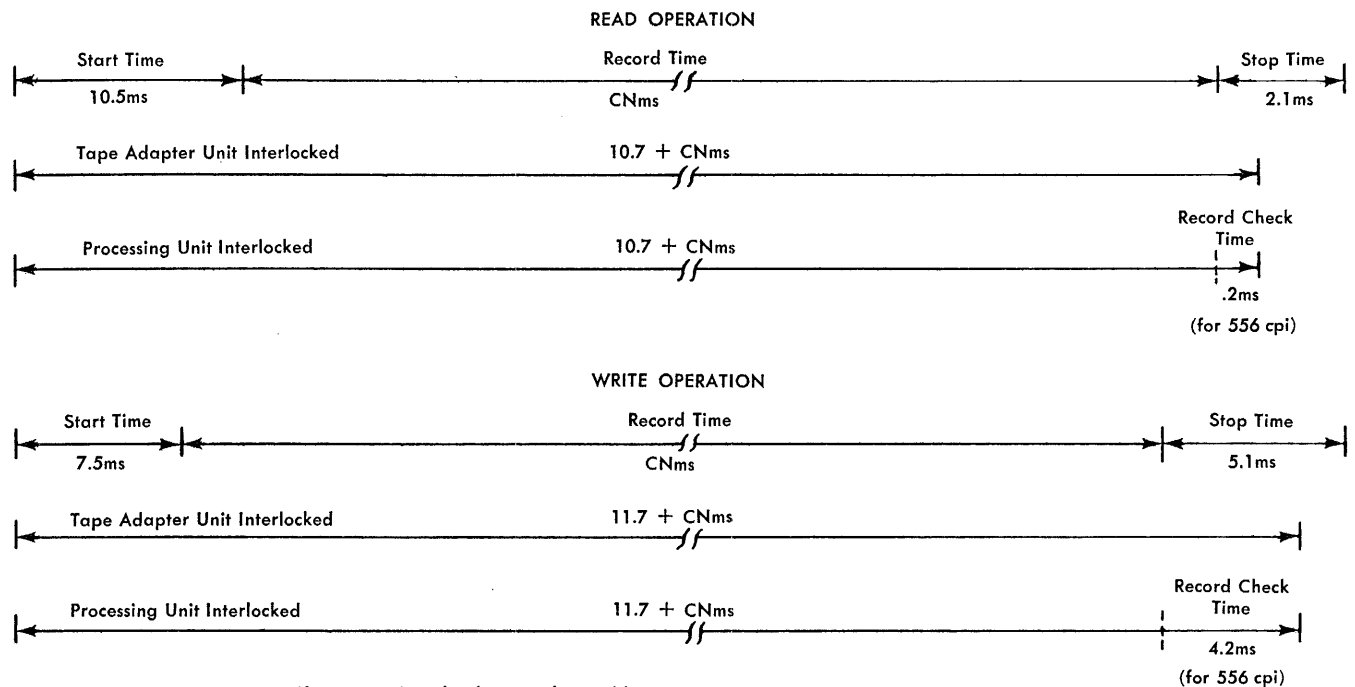 READ OPERATION
Start Time
Record Time
Stop Time
10.5ms
CNms
2.1ms
Tape Adapter Unit Interlocked
10.7 + CNms
Processing Unit Interlocked
10.7 + CNms
Record Check
Time
.2ms
(for 556 cpi)
WRITE OPERATION
Start Time
Record Time
Stop Time
7.5ms
CNms
5.1ms
Tape Adapter Unit Interlocked
11.7 + CNms
Processing Unit Interlocked
11.7 + CNms
Record Check
Time
4.2ms
(for 556 cpi)